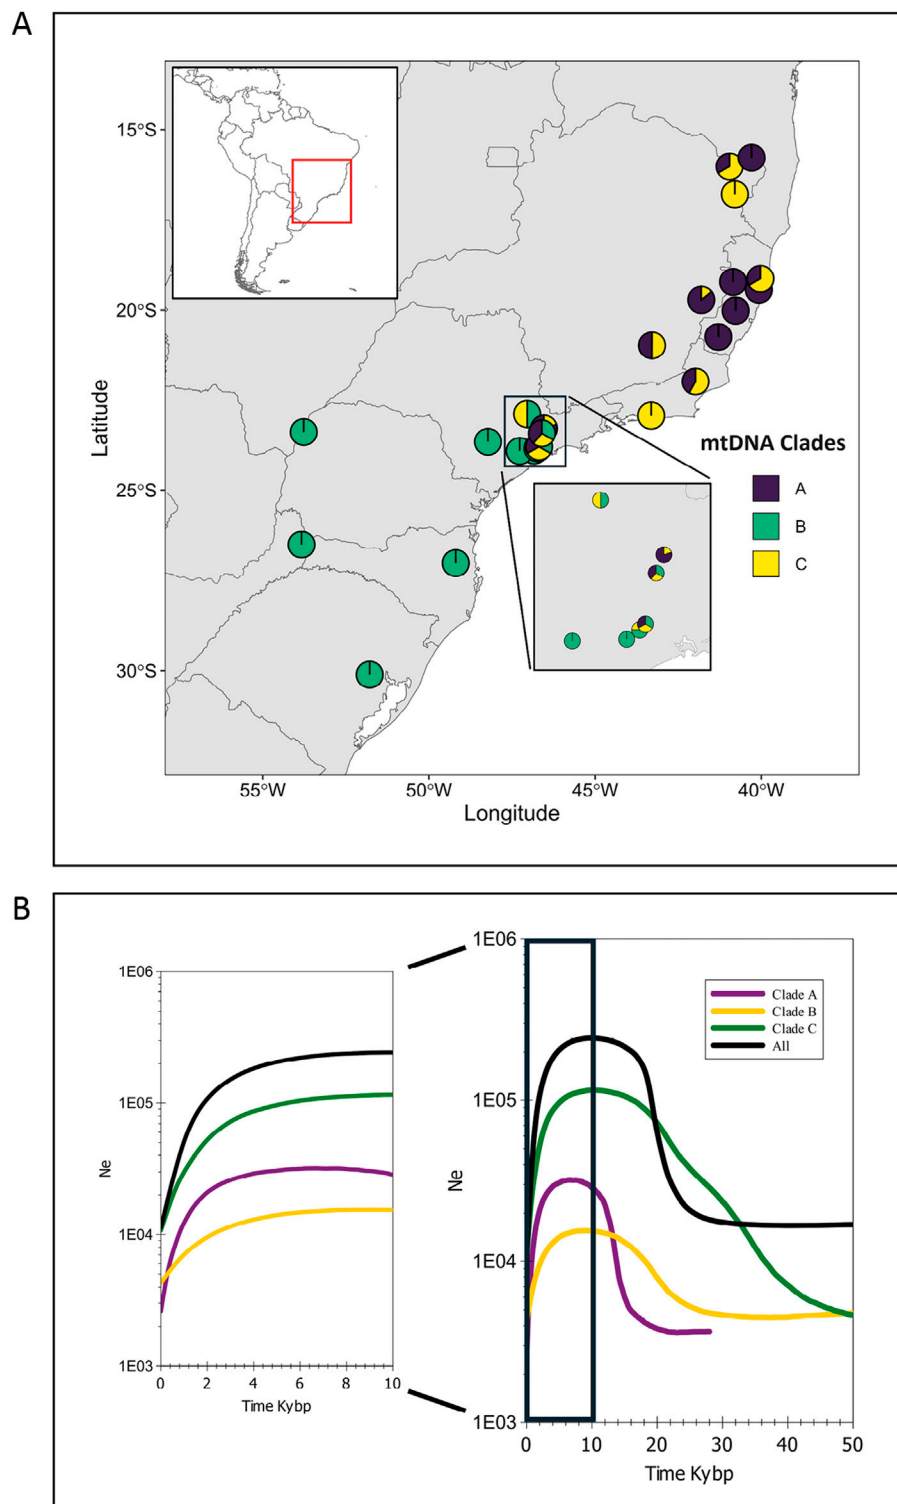 A
15°S
20°S
25°S
30°S
Latitude
55°W
50°W
45°W
40°W
Longitude
mtDNA Clades
A
B
C
B
1E06
1E05
1E04
1E03
Ne
0 2 4 6 8 10
Time Kybp
1E06
1E05
1E04
1E03
Ne
0 10 20 30 40 50
Time Kybp
Clade A
Clade B
Clade C
All